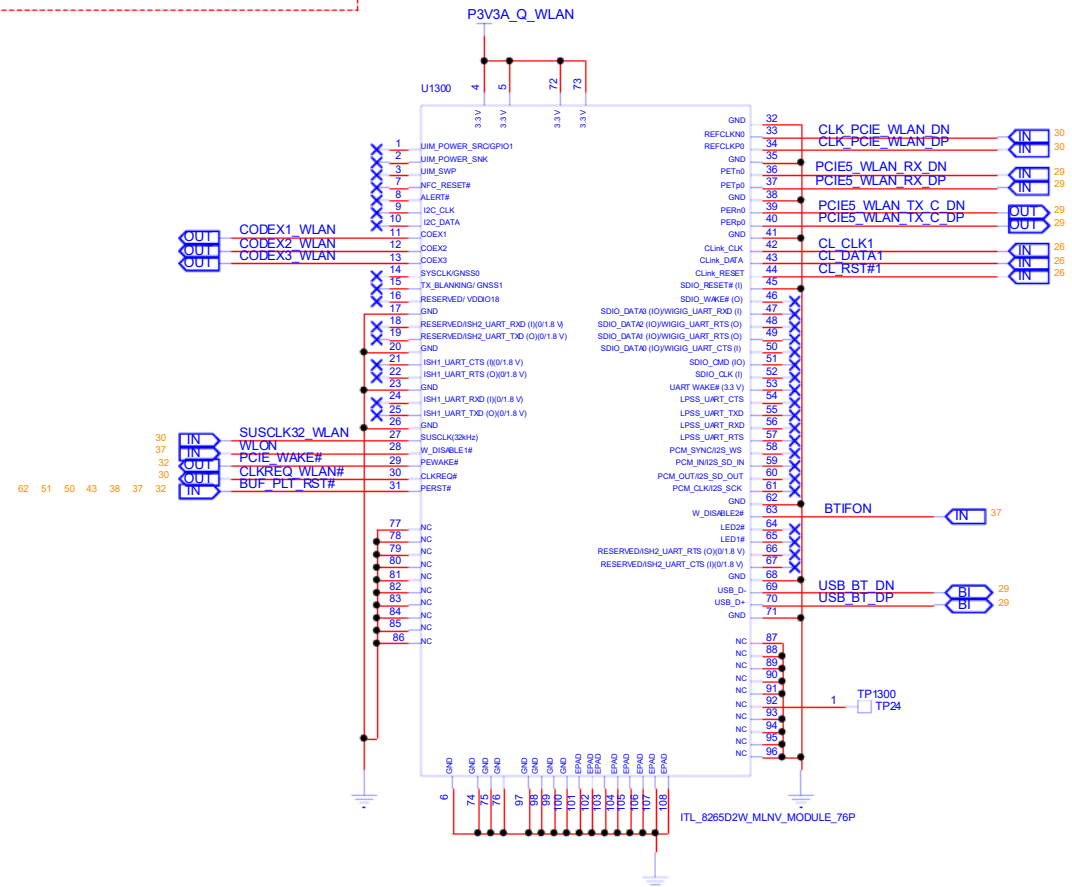 P3V3A_Q_WLAN
U1300
4 5 72 73
3.3 V 3.3 V 3.3 V 3.3 V
1 UIM_POWER_SRC/GPIO1
2 UIM_POWER_SNK
3 UIM_SWP
7 NFC_RESET#
8 ALERT#
9 I2C_CLK
10 I2C_DATA
OUT CODEX1_WLAN 11 COEX1
OUT CODEX2_WLAN 12 COEX2
OUT CODEX3_WLAN 13 COEX3
14 SYSCLK/GNSS0
15 TX_BLANKING/ GNSS1
16 RESERVED/ VDDIO18
17 GND
18 RESERVED/ISH2_UART_RXD (I)(0/1.8 V)
19 RESERVED/ISH2_UART_TXD (O)(0/1.8 V)
20 GND
21 ISH1_UART_CTS (I)(0/1.8 V)
22 ISH1_UART_RTS (O)(0/1.8 V)
23 GND
24 ISH1_UART_RXD (I)(0/1.8 V)
25 ISH1_UART_TXD (O)(0/1.8 V)
26 GND
30 IN SUSCLK32_WLAN 27 SUSCLK(32kHz)
37 IN WLON 28 W_DISABLE1#
32 OUT PCIE_WAKE# 29 PEWAKE#
30 OUT CLKREQ_WLAN# 30 CLKREQ#
62 51 50 43 38 37 32 IN BUF_PLT_RST# 31 PERST#
77 NC
78 NC
79 NC
80 NC
81 NC
82 NC
83 NC
84 NC
85 NC
86 NC
GND 32
REFCLKN0 33 CLK_PCIE_WLAN_DN IN 30
REFCLKP0 34 CLK_PCIE_WLAN_DP IN 30
GND 35
PETn0 36 PCIE5_WLAN_RX_DN IN 29
PETp0 37 PCIE5_WLAN_RX_DP IN 29
GND 38
PERn0 39 PCIE5_WLAN_TX_C_DN OUT 29
PERp0 40 PCIE5_WLAN_TX_C_DP OUT 29
GND 41
CLink_CLK 42 CL_CLK1 IN 26
CLink_DATA 43 CL_DATA1 IN 26
CLink_RESET 44 CL_RST#1 IN 26
SDIO_RESET# (I) 45
SDIO_WAKE# (O) 46
SDIO_DATA3 (IO)/WIGIG_UART_RXD (I) 47
SDIO_DATA2 (IO)/WIGIG_UART_RTS (O) 48
SDIO_DATA1 (IO)/WIGIG_UART_RTS (O) 49
SDIO_DATA0 (IO)/WIGIG_UART_CTS (I) 50
SDIO_CMD (IO) 51
SDIO_CLK (I) 52
UART WAKE# (3.3 V) 53
LPSS_UART_CTS 54
LPSS_UART_TXD 55
LPSS_UART_RXD 56
LPSS_UART_RTS 57
PCM_SYNC/I2S_WS 58
PCM_IN/I2S_SD_IN 59
PCM_OUT/I2S_SD_OUT 60
PCM_CLK/I2S_SCK 61
GND 62
W_DISABLE2# 63 BTIFON IN 37
LED2# 64
LED1# 65
RESERVED/ISH2_UART_RTS (O)(0/1.8 V) 66
RESERVED/ISH2_UART_CTS (I)(0/1.8 V) 67
GND 68
USB_D- 69 USB_BT_DN BI 29
USB_D+ 70 USB_BT_DP BI 29
GND 71
NC 87
NC 88
NC 89
NC 90
NC 91
NC 92 1 TP1300
TP24
NC 93
NC 94
NC 95
NC 96
GND GND GND GND GND GND GND GND EPAD EPAD EPAD EPAD EPAD EPAD EPAD EPAD
6 74 75 76 97 98 99 100 101 102 103 104 105 106 107 108
ITL_8265D2W_MLNV_MODULE_76P